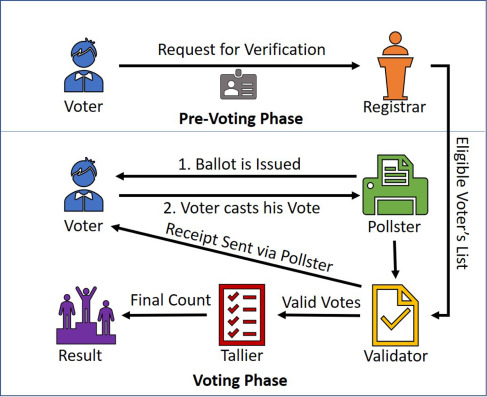 Request for Verification
Voter
Registrar
Pre-Voting Phase
Eligible Voter's List
1. Ballot is Issued
2. Voter casts his Vote
Voter
Pollster
Receipt Sent via Pollster
Final Count
Valid Votes
Result
Tallier
Validator
Voting Phase